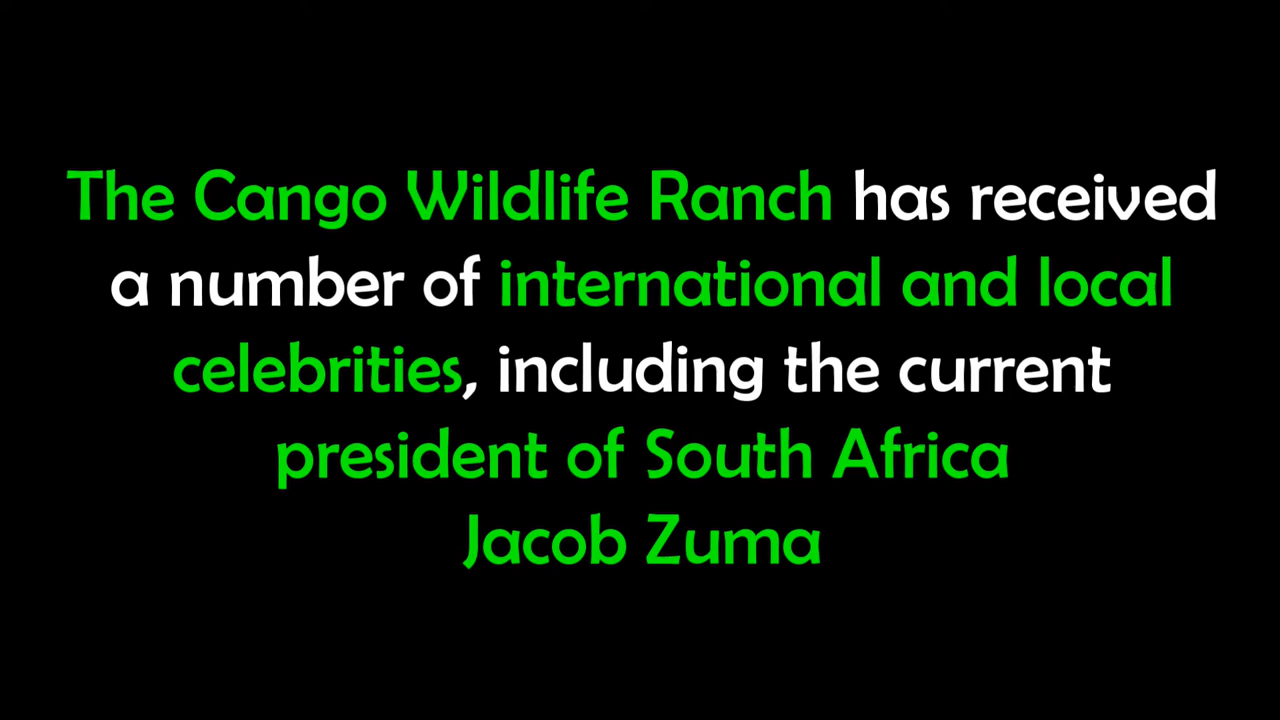 The Cango Wildlife Ranch has received
a number of international and local
celebrities, including the current
president of South Africa
Jacob Zuma